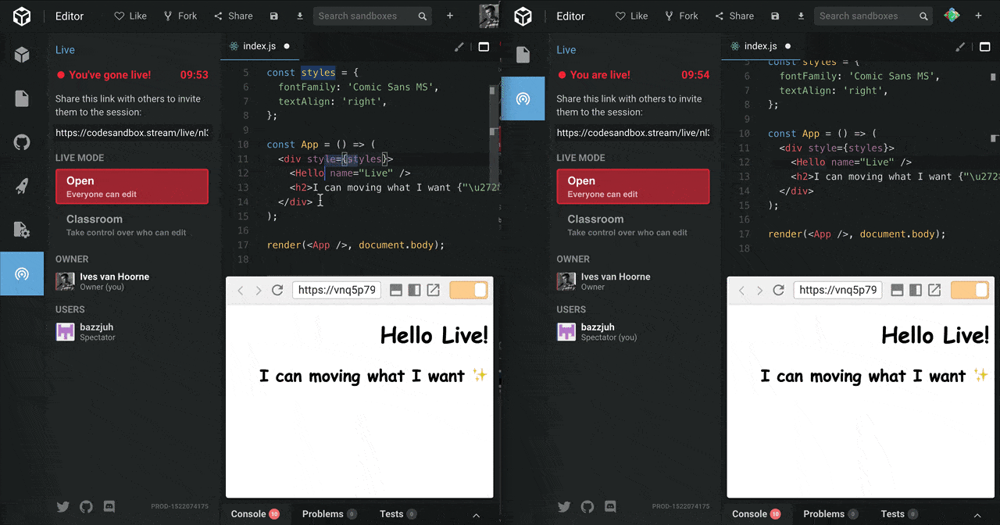 Editor Like Fork Share Search sandboxes +
Live
You've gone live! 09:53
Share this link with others to invite
them to the session:
https://codesandbox.stream/live/nl3
LIVE MODE
Open
Everyone can edit
Classroom
Take control over who can edit
OWNER
Ives van Hoorne
Owner (you)
USERS
bazzjuh
Spectator
PROD-1522074175
index.js
5 const styles = {
6 fontFamily: 'Comic Sans MS',
7 textAlign: 'right',
8 };
9
10 const App = () => (
11 <div style={styles}>
12 <Hello name="Live" />
13 <h2>I can moving what I want {"\u2728
14 </div>
15 );
16
17 render(<App />, document.body);
18
https://vnq5p79
Hello Live!
I can moving what I want ✨
Console 10 Problems 0 Tests 0
Editor Like Fork Share Search sandboxes +
Live
You are live! 09:54
Share this link with others to invite
them to the session:
https://codesandbox.stream/live/nl3
LIVE MODE
Open
Everyone can edit
Classroom
Take control over who can edit
OWNER
Ives van Hoorne
Owner
USERS
bazzjuh
Spectator (you)
PROD-1522074175
index.js
5 const styles = {
6 fontFamily: 'Comic Sans MS',
7 textAlign: 'right',
8 };
9
10 const App = () => (
11 <div style={styles}>
12 <Hello name="Live" />
13 <h2>I can moving what I want {"\u2728
14 </div>
15 );
16
17 render(<App />, document.body);
18
https://vnq5p79
Hello Live!
I can moving what I want ✨
Console 10 Problems 0 Tests 0